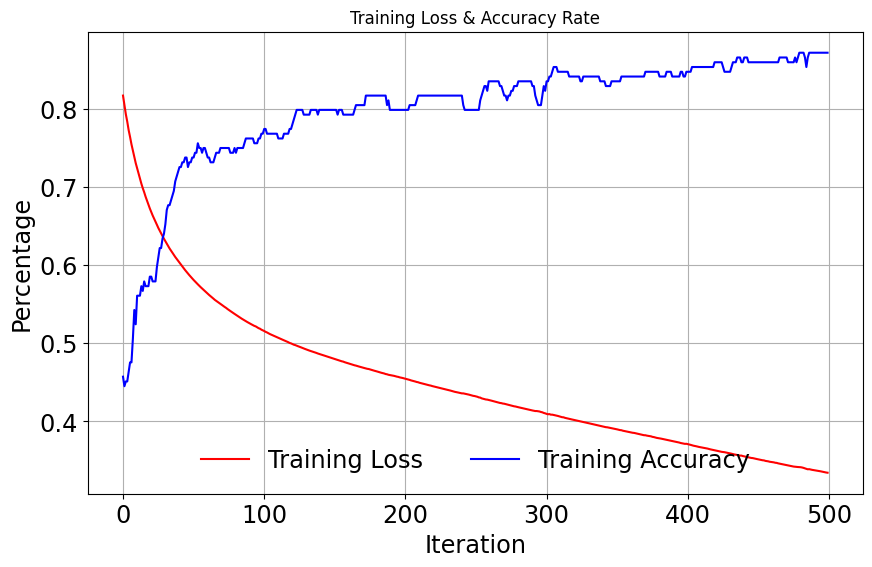 Training Loss & Accuracy Rate
Percentage
0.8
0.7
0.6
0.5
0.4
Training Loss Training Accuracy
0 100 200 300 400 500
Iteration